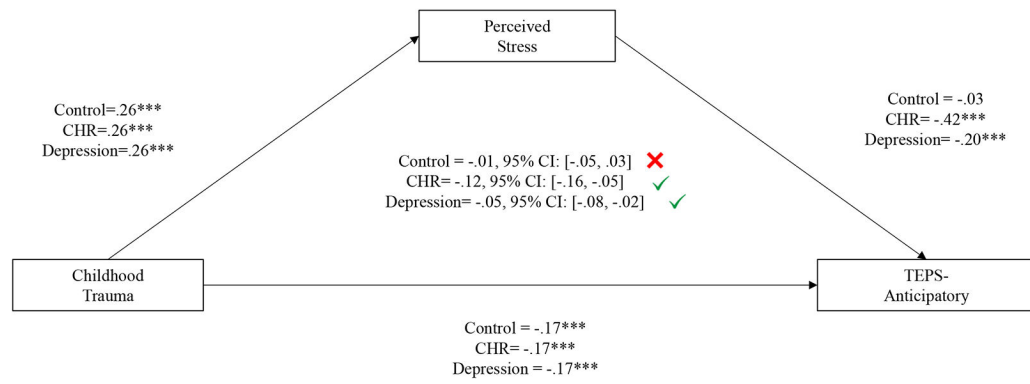 Perceived
Stress
Control=.26***
CHR=.26***
Depression=.26***
Control = -.03
CHR= -.42***
Depression= -.20***
Control = -.01, 95% CI: [-.05, .03]
CHR= -.12, 95% CI: [-.16, -.05]
Depression= -.05, 95% CI: [-.08, -.02]
Childhood
Trauma
TEPS-
Anticipatory
Control = -.17***
CHR= -.17***
Depression = -.17***